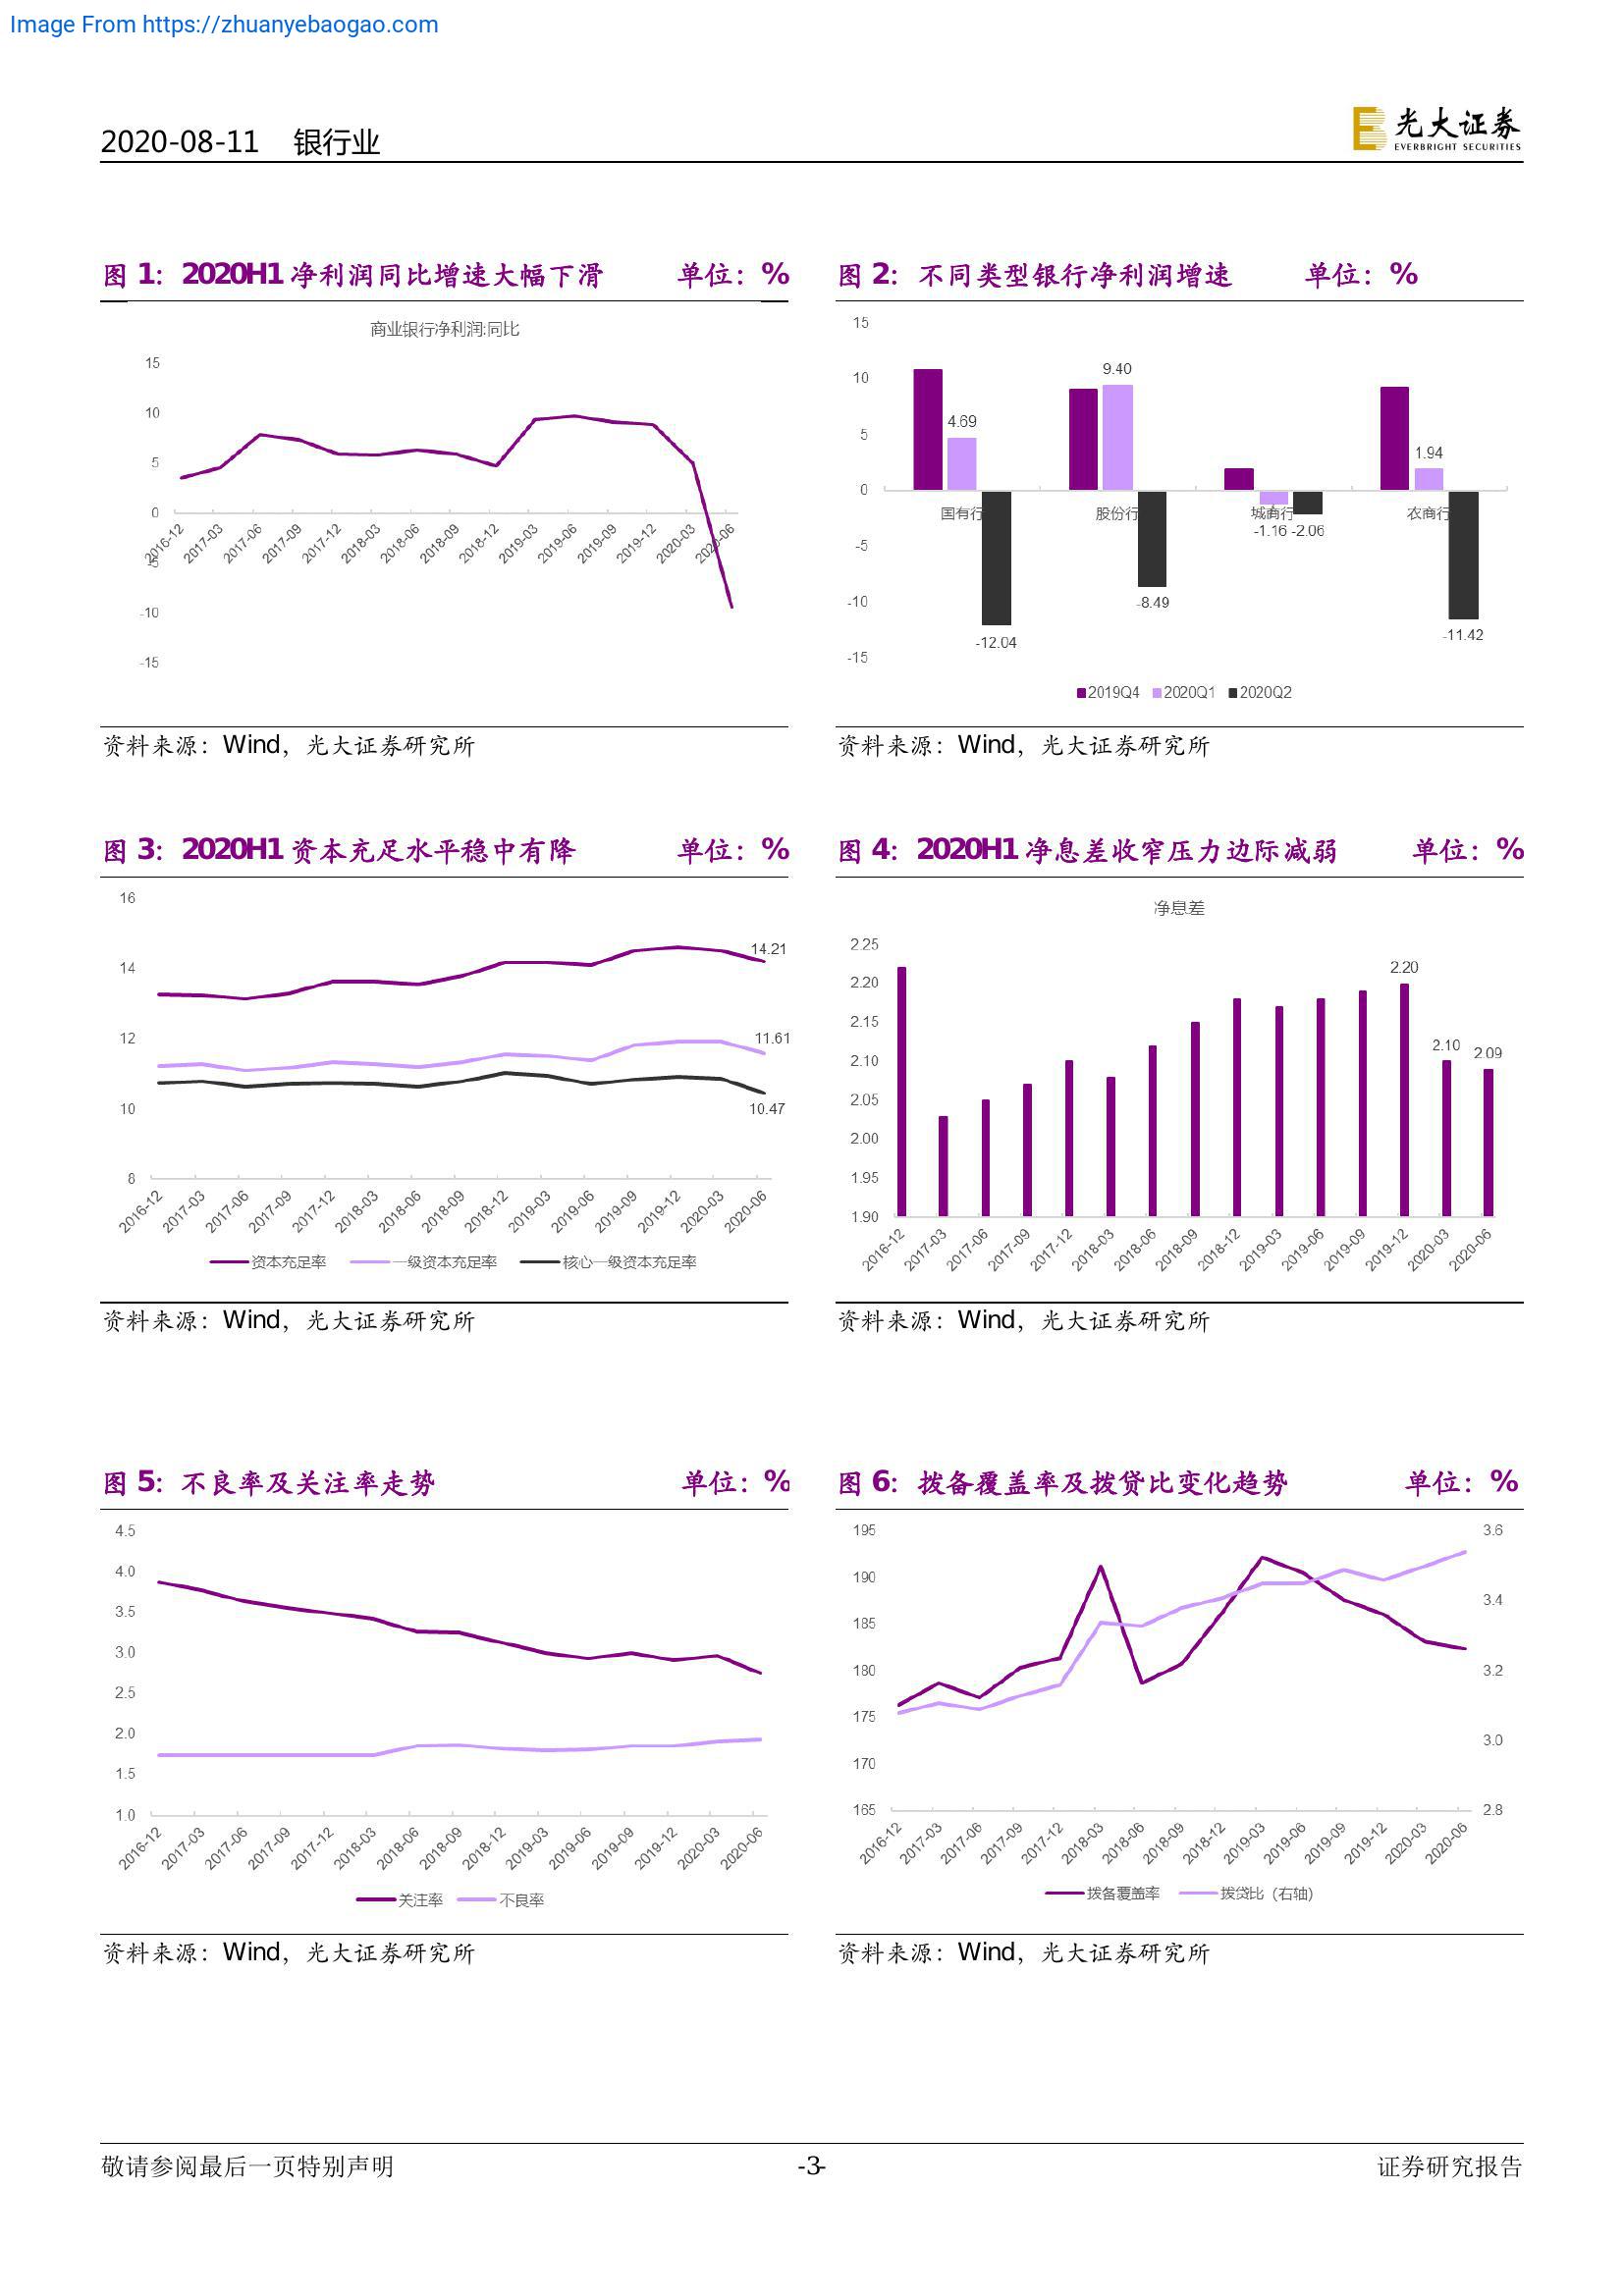 Image From https://zhuanyebaogao.com
2020-08-11 银行业
光大证券
EVERBRIGHT SECURITIES
图 1：2020H1 净利润同比增速大幅下滑 单位：%
商业银行净利润:同比
15
10
5
0
-5
-10
-15
2016-12 2017-03 2017-06 2017-09 2017-12 2018-03 2018-06 2018-09 2018-12 2019-03 2019-06 2019-09 2019-12 2020-03 2020-06
资料来源：Wind，光大证券研究所
图 2：不同类型银行净利润增速 单位：%
15
10
5
0
-5
-10
-15
4.69
-12.04
9.40
-8.49
-1.16 -2.06
1.94
-11.42
国有行 股份行 城商行 农商行
2019Q4 2020Q1 2020Q2
资料来源：Wind，光大证券研究所
图 3：2020H1 资本充足水平稳中有降 单位：%
16
14
12
10
8
14.21
11.61
10.47
2016-12 2017-03 2017-06 2017-09 2017-12 2018-03 2018-06 2018-09 2018-12 2019-03 2019-06 2019-09 2019-12 2020-03 2020-06
资本充足率 一级资本充足率 核心一级资本充足率
资料来源：Wind，光大证券研究所
图 4：2020H1 净息差收窄压力边际减弱 单位：%
净息差
2.25
2.20
2.15
2.10
2.05
2.00
1.95
1.90
2.20
2.10 2.09
2016-12 2017-03 2017-06 2017-09 2017-12 2018-03 2018-06 2018-09 2018-12 2019-03 2019-06 2019-09 2019-12 2020-03 2020-06
资料来源：Wind，光大证券研究所
图 5：不良率及关注率走势 单位：%
4.5
4.0
3.5
3.0
2.5
2.0
1.5
1.0
2016-12 2017-03 2017-06 2017-09 2017-12 2018-03 2018-06 2018-09 2018-12 2019-03 2019-06 2019-09 2019-12 2020-03 2020-06
关注率 不良率
资料来源：Wind，光大证券研究所
图 6：拨备覆盖率及拨贷比变化趋势 单位：%
195
190
185
180
175
170
165
3.6
3.4
3.2
3.0
2.8
2016-12 2017-03 2017-06 2017-09 2017-12 2018-03 2018-06 2018-09 2018-12 2019-03 2019-06 2019-09 2019-12 2020-03 2020-06
拨备覆盖率 拨贷比（右轴）
资料来源：Wind，光大证券研究所
敬请参阅最后一页特别声明 -3- 证券研究报告